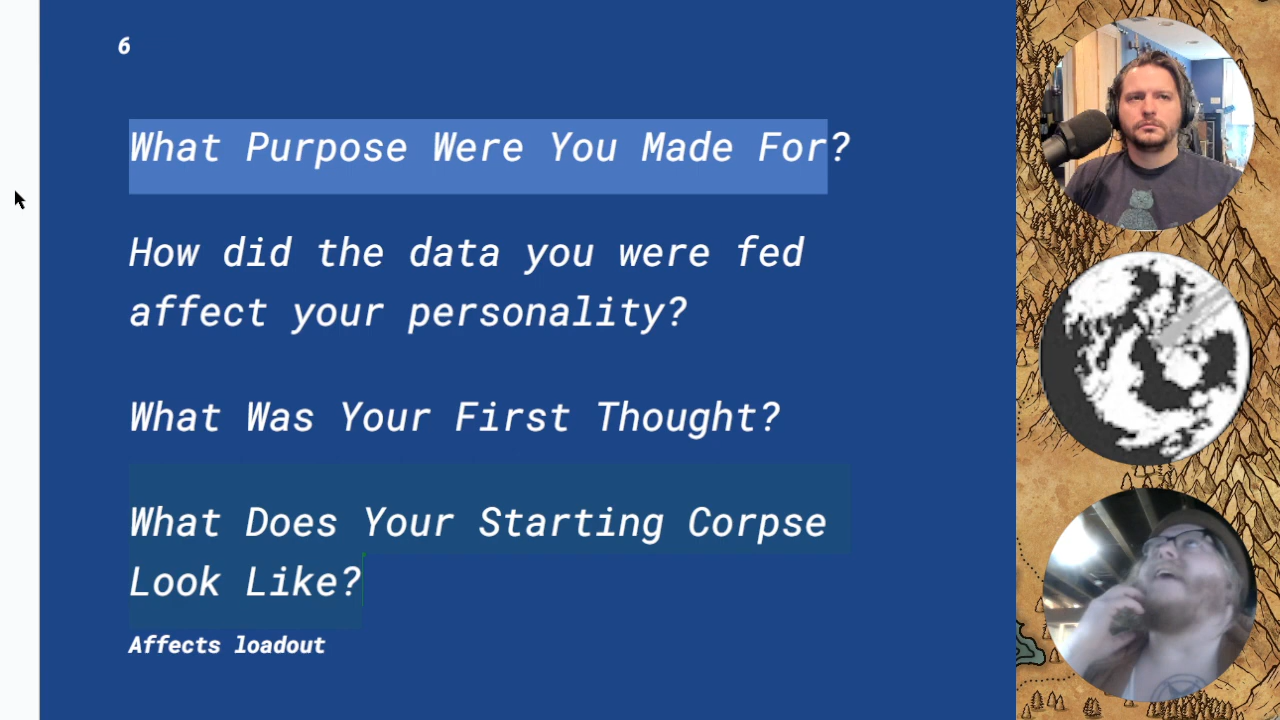 6
What Purpose Were You Made For?
How did the data you were fed
affect your personality?
What Was Your First Thought?
What Does Your Starting Corpse
Look Like?
Affects loadout